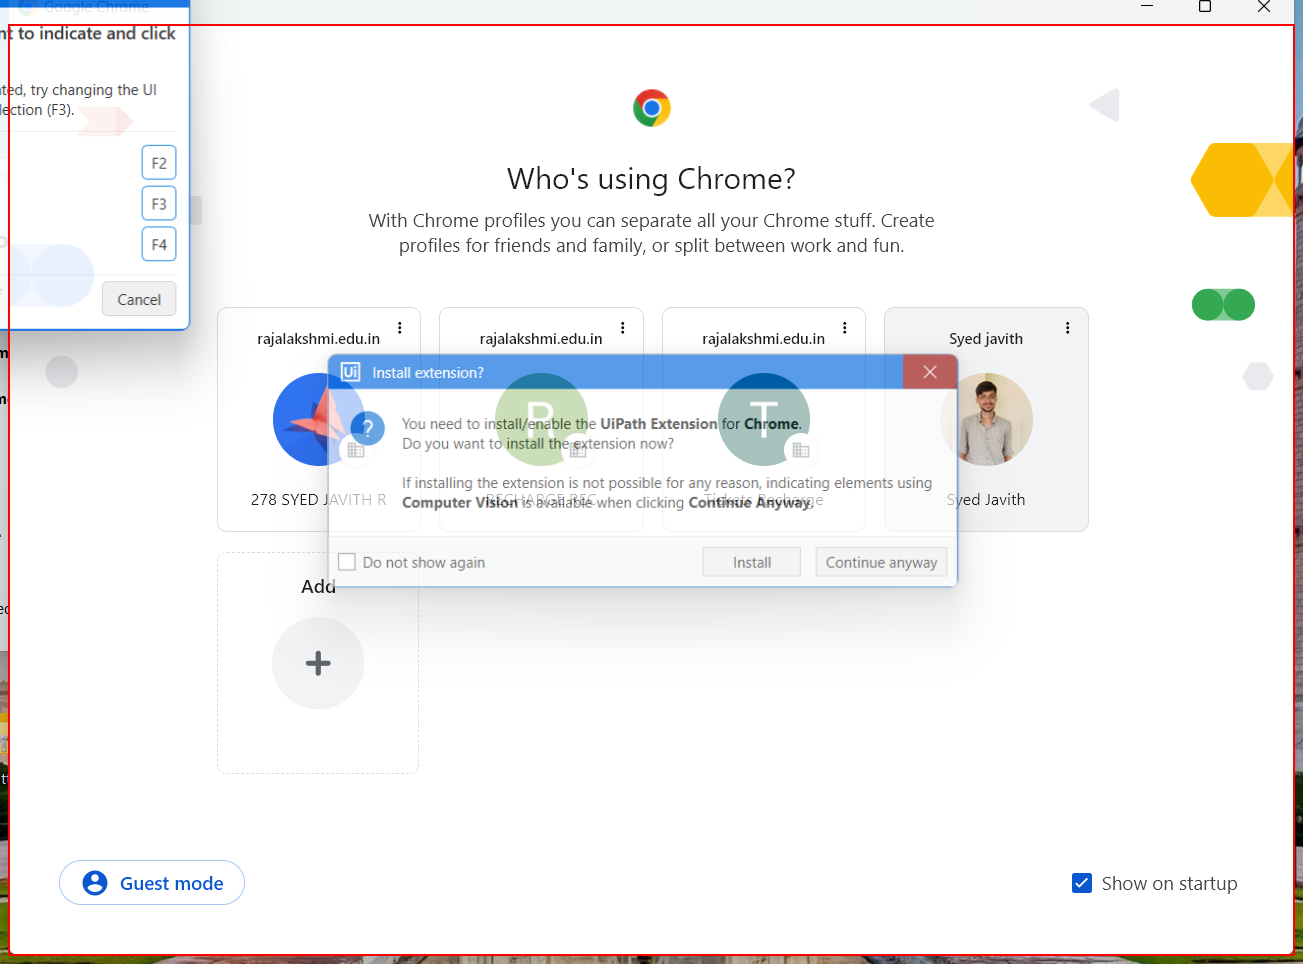 Google Chrome
nt to indicate and click
ated, try changing the UI
lection (F3).
F2
F3
F4
Cancel
Who's using Chrome?
With Chrome profiles you can separate all your Chrome stuff. Create
profiles for friends and family, or split between work and fun.
rajalakshmi.edu.in
rajalakshmi.edu.in
rajalakshmi.edu.in
Syed javith
Ui Install extension?
R
T
?
You need to install/enable the UiPath Extension for Chrome.
Do you want to install the extension now?
If installing the extension is not possible for any reason, indicating elements using
Computer Vision is available when clicking Continue Anyway.
278 SYED JAVITH R
RECHARGE REC
Tickets Recharge
Syed Javith
Do not show again
Install
Continue anyway
Add
Guest mode
Show on startup